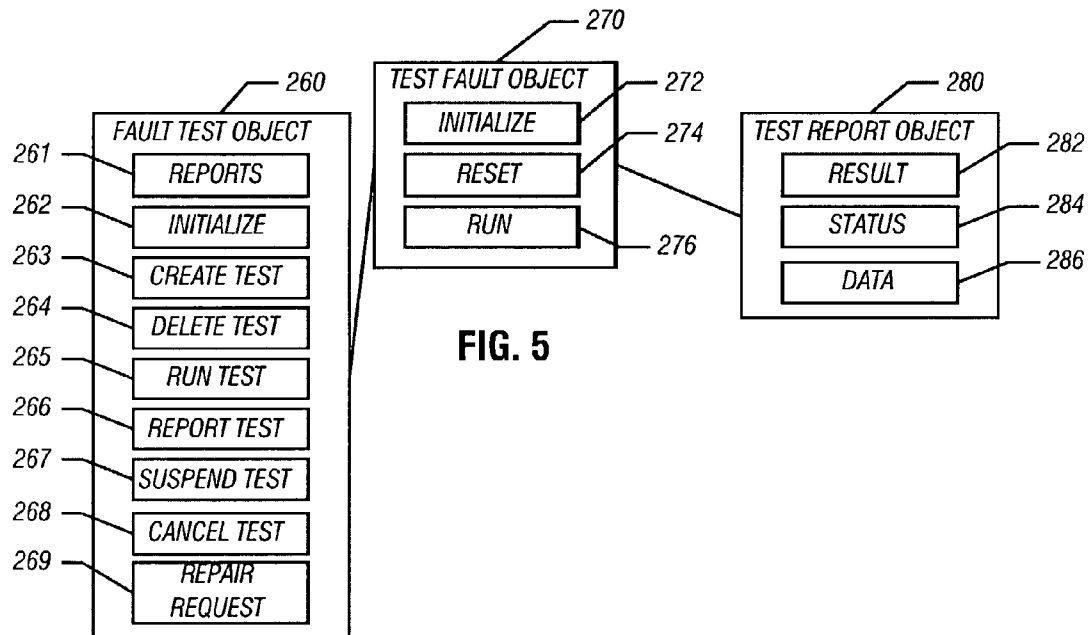 260
FAULT TEST OBJECT
261
REPORTS
262
INITIALIZE
263
CREATE TEST
264
DELETE TEST
265
RUN TEST
266
REPORT TEST
267
SUSPEND TEST
268
CANCEL TEST
269
REPAIR
REQUEST
270
TEST FAULT OBJECT
272
INITIALIZE
274
RESET
RUN
276
280
TEST REPORT OBJECT
282
RESULT
284
STATUS
286
DATA
FIG. 5